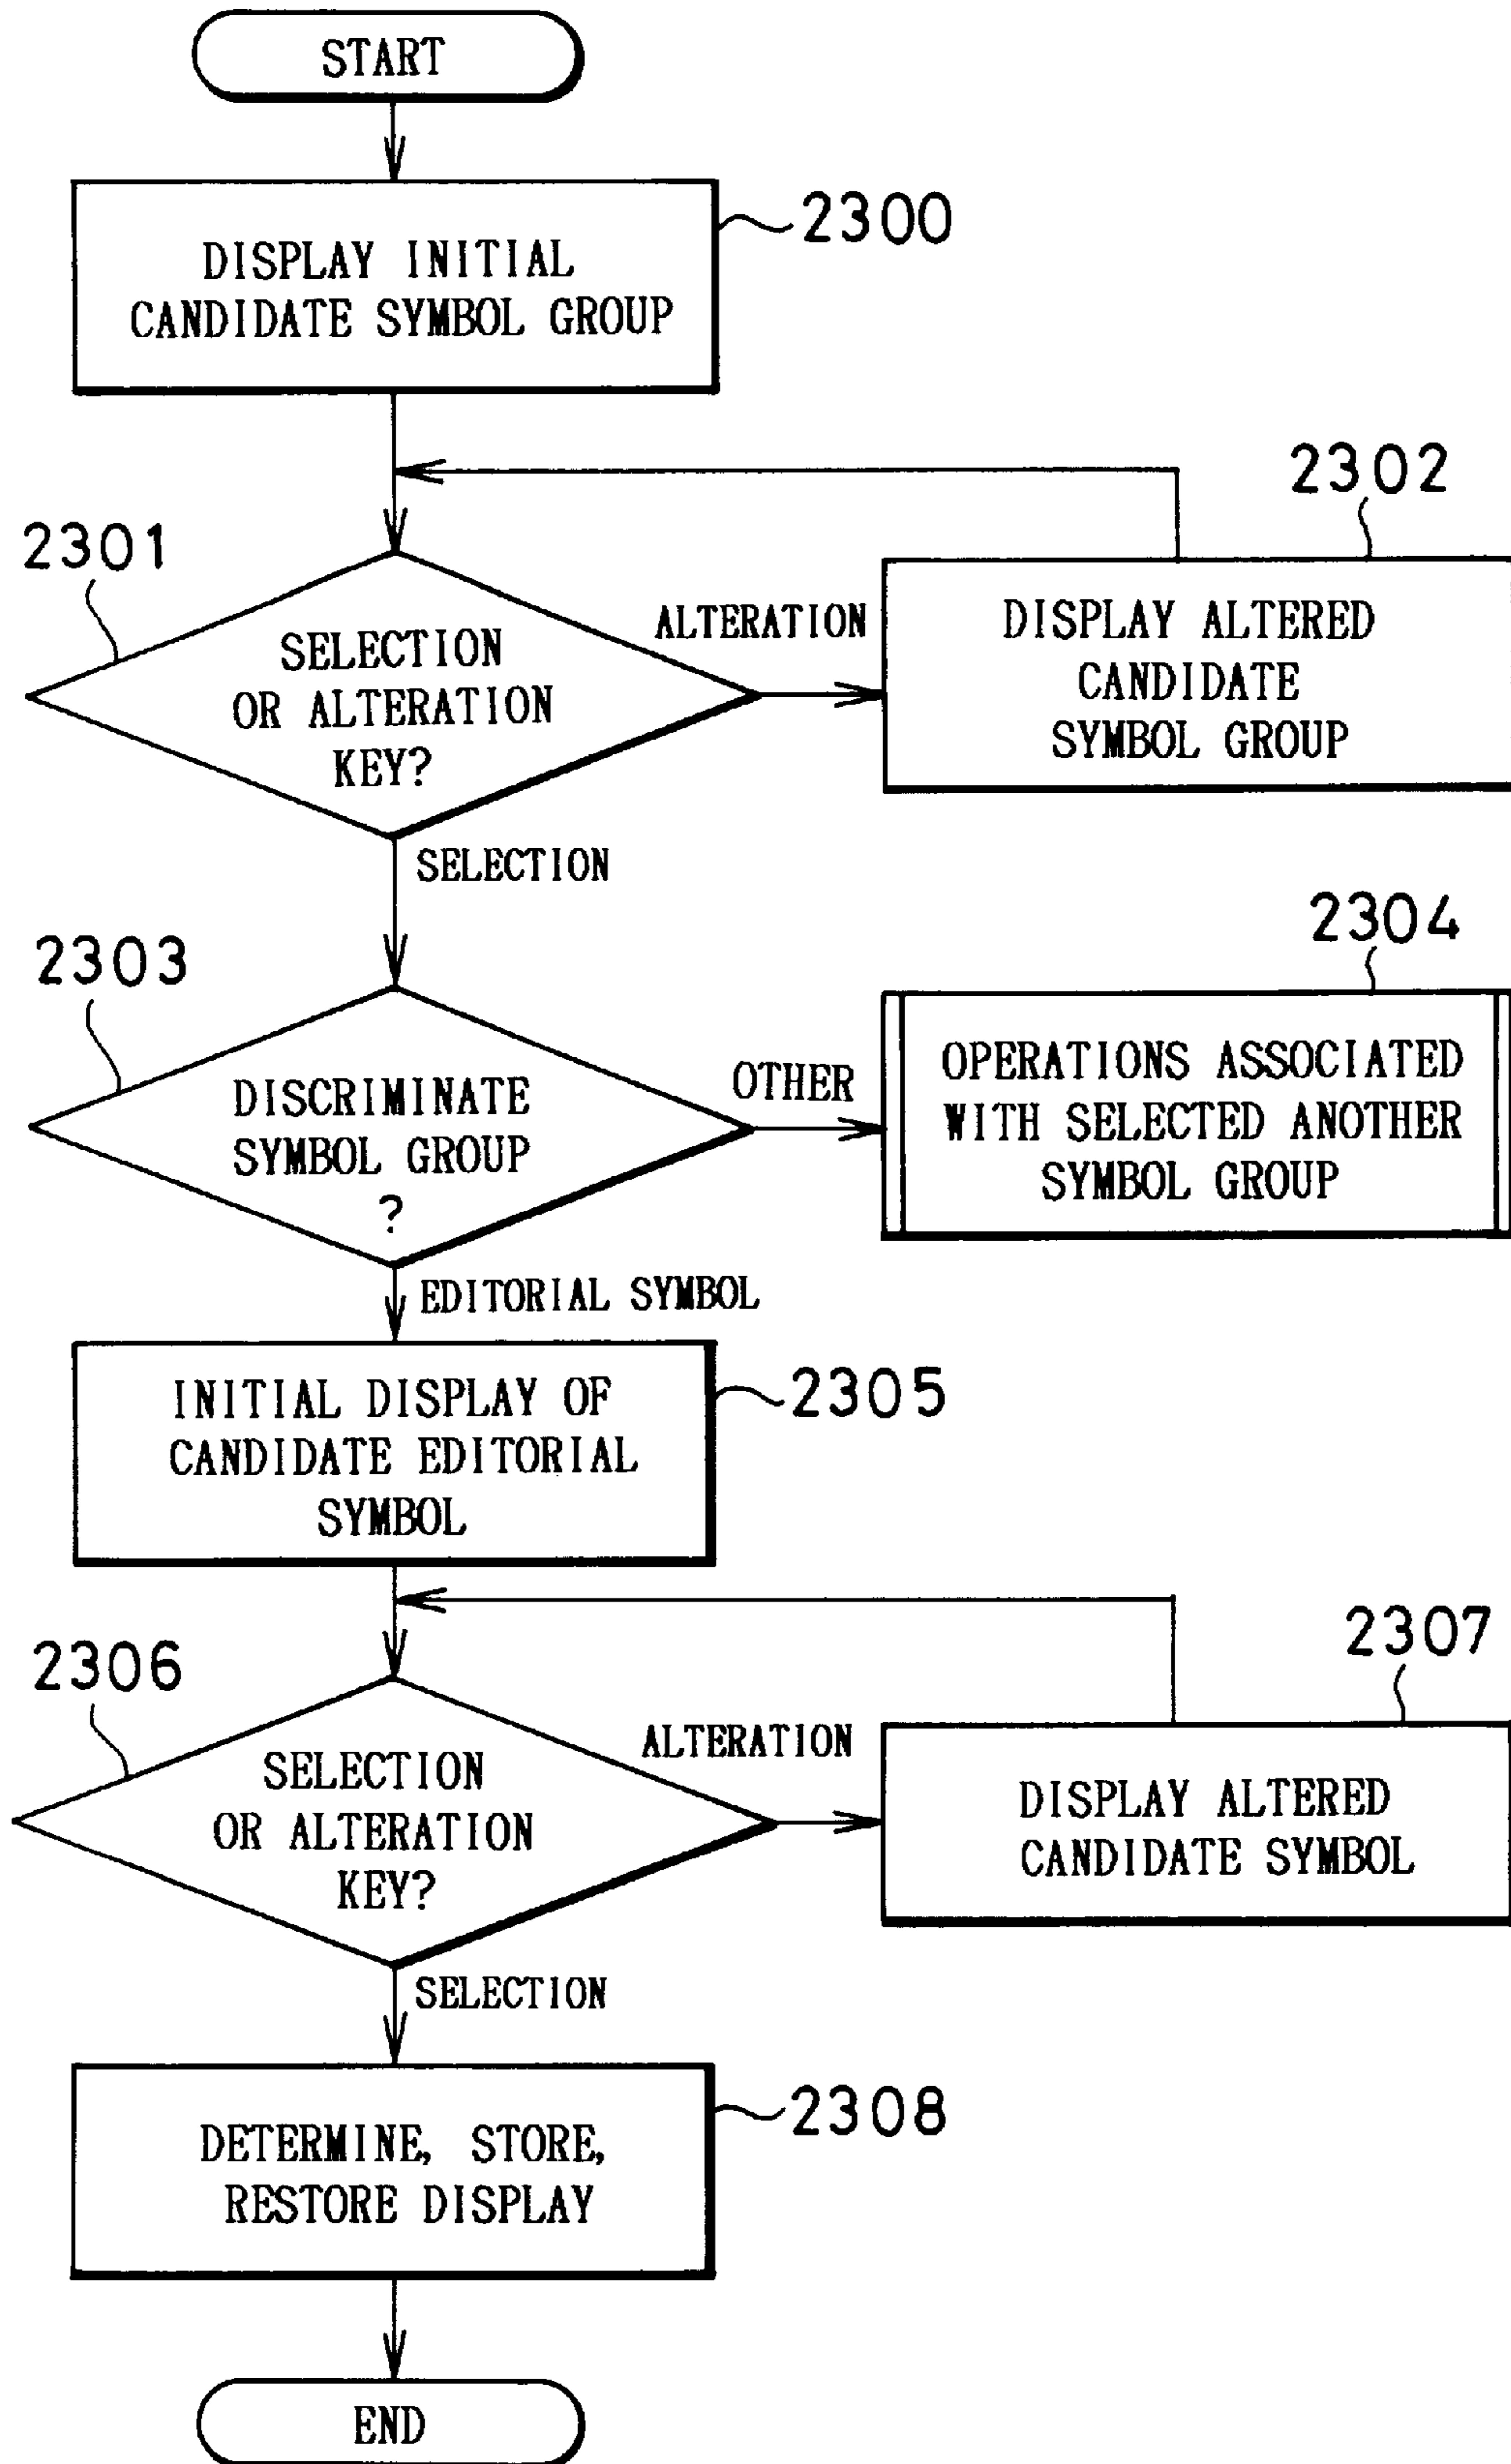 START
2300
DISPLAY INITIAL
CANDIDATE SYMBOL GROUP
2302
2301
ALTERATION
SELECTION
OR ALTERATION
KEY?
DISPLAY ALTERED
CANDIDATE
SYMBOL GROUP
SELECTION
2304
2303
DISCRIMINATE
SYMBOL GROUP
?
OTHER
OPERATIONS ASSOCIATED
WITH SELECTED ANOTHER
SYMBOL GROUP
EDITORIAL SYMBOL
INITIAL DISPLAY OF
CANDIDATE EDITORIAL
SYMBOL
2305
2307
2306
ALTERATION
SELECTION
OR ALTERATION
KEY?
DISPLAY ALTERED
CANDIDATE SYMBOL
SELECTION
2308
DETERMINE, STORE,
RESTORE DISPLAY
END